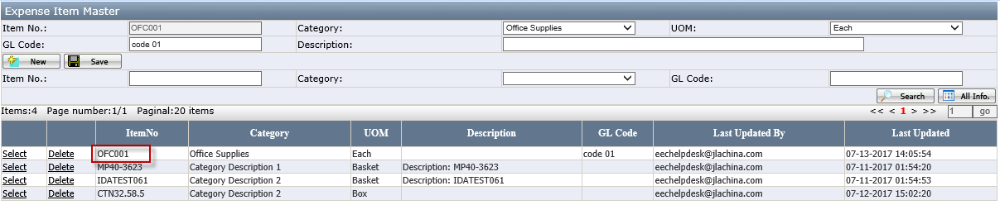 Expense Item Master
Item No.: OFC001 Category: Office Supplies UOM: Each
GL Code: code 01 Description:
New Save
Item No.: Category: GL Code:
Search All Info.
Items:4 Page number:1/1 Paginal:20 items << < 1 > >> 1 go
ItemNo Category UOM Description GL Code Last Updated By Last Updated
Select Delete OFC001 Office Supplies Each code 01 eechelpdesk@jlachina.com 07-13-2017 14:05:54
Select Delete MP40-3623 Category Description 1 Basket Description: MP40-3623 eechelpdesk@jlachina.com 07-11-2017 01:54:20
Select Delete IDATEST061 Category Description 2 Basket Description: IDATEST061 eechelpdesk@jlachina.com 07-11-2017 01:54:53
Select Delete CTN32.58.5 Category Description 2 Box eechelpdesk@jlachina.com 07-12-2017 15:02:20